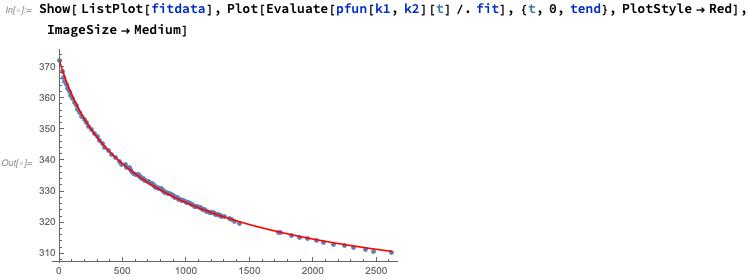 In[◦]:= Show[ ListPlot[fitdata], Plot[Evaluate[pfun[k1, k2][t] /. fit], {t, 0, tend}, PlotStyle → Red],
ImageSize → Medium]
370
360
350
340
Out[◦]=
330
320
310
0 500 1000 1500 2000 2500